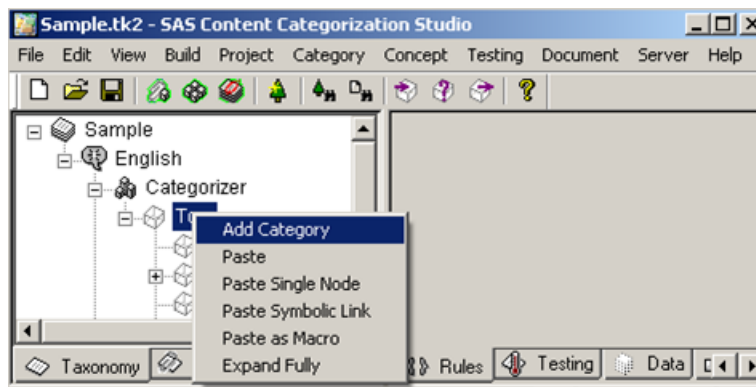 Sample.tk2 - SAS Content Categorization Studio
File Edit View Build Project Category Concept Testing Document Server Help
Sample
English
Categorizer
Add Category
Paste
Paste Single Node
Paste Symbolic Link
Paste as Macro
Expand Fully
Taxonomy Rules Testing Data